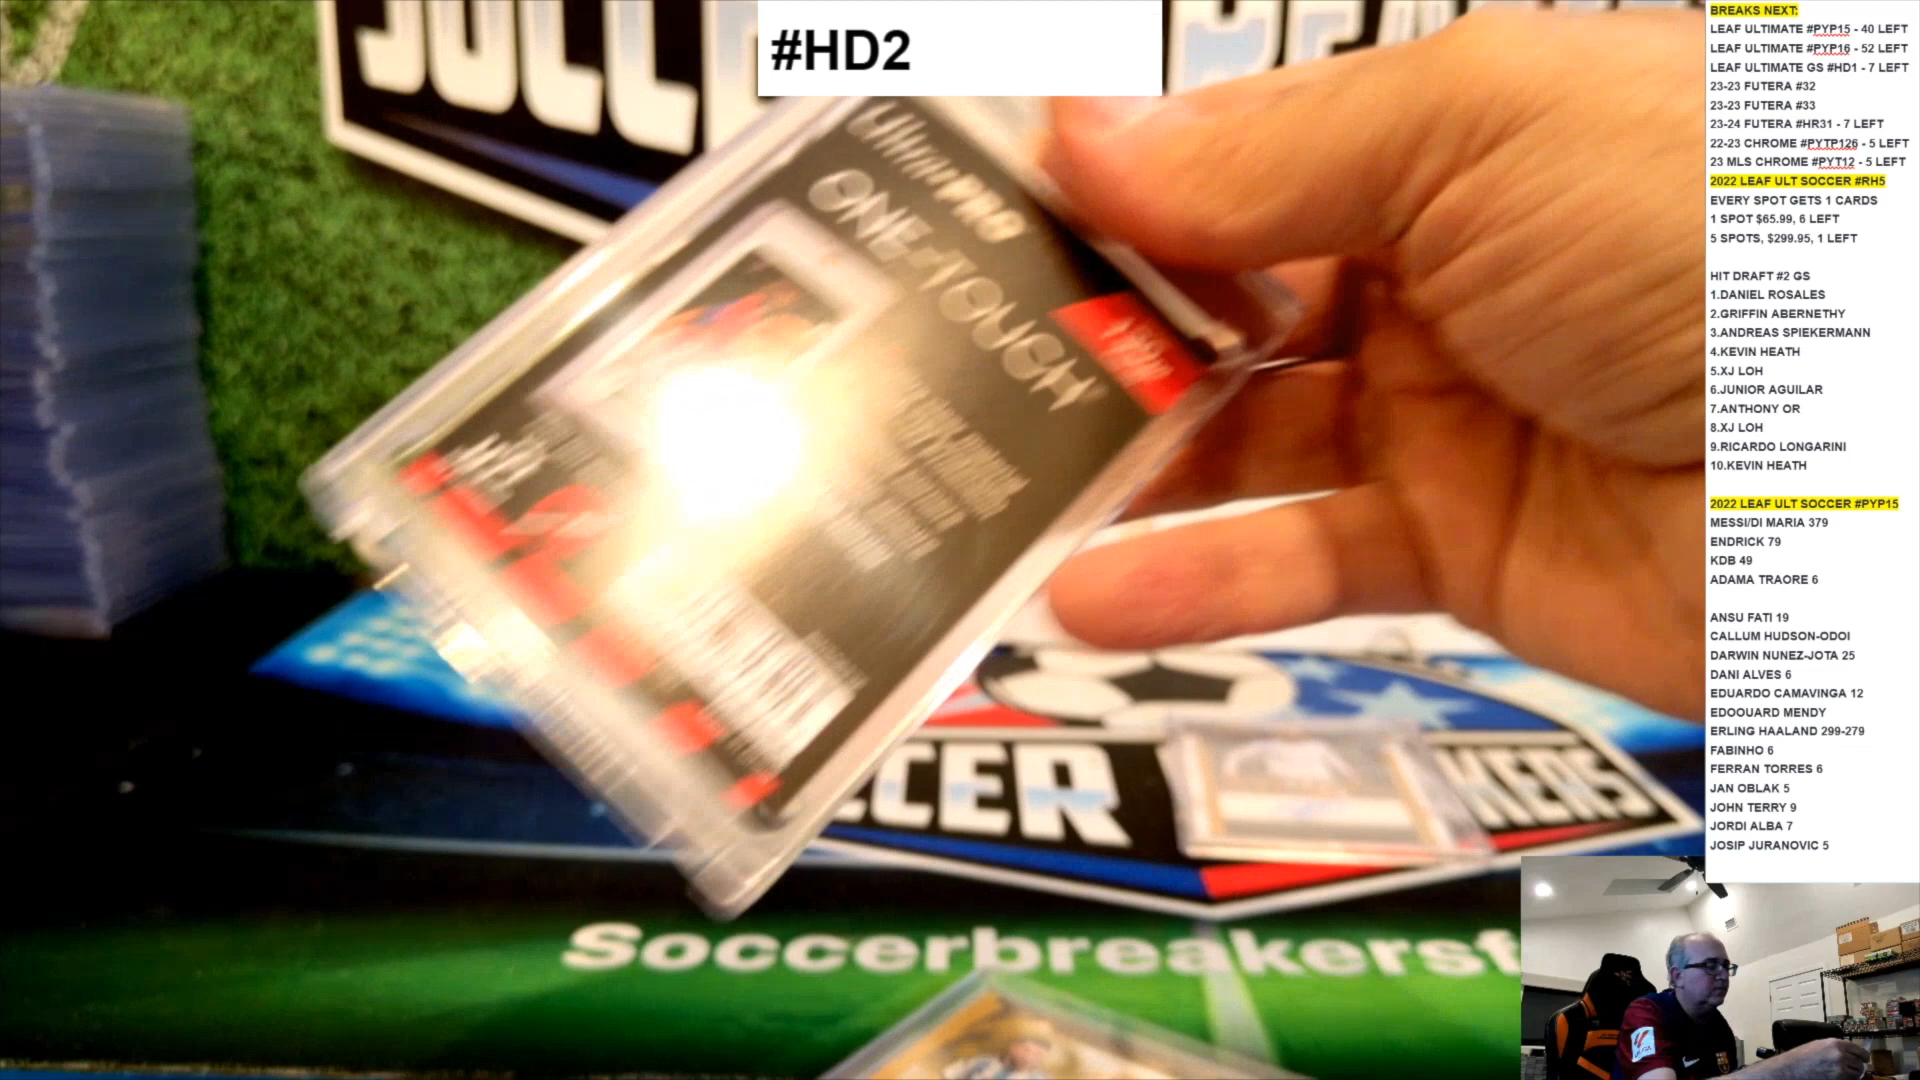 #HD2
Ultra PRO
ONE-TOUCH
CCER
KERS
Soccerbreakersf
BREAKS NEXT:
LEAF ULTIMATE #PYP15 - 40 LEFT
LEAF ULTIMATE #PYP16 - 52 LEFT
LEAF ULTIMATE GS #HD1 - 7 LEFT
23-23 FUTERA #32
23-23 FUTERA #33
23-24 FUTERA #HR31 - 7 LEFT
22-23 CHROME #PYTP126 - 5 LEFT
23 MLS CHROME #PYT12 - 5 LEFT
2022 LEAF ULT SOCCER #RH5
EVERY SPOT GETS 1 CARDS
1 SPOT $65.99, 6 LEFT
5 SPOTS, $299.95, 1 LEFT
HIT DRAFT #2 GS
1.DANIEL ROSALES
2.GRIFFIN ABERNETHY
3.ANDREAS SPIEKERMANN
4.KEVIN HEATH
5.XJ LOH
6.JUNIOR AGUILAR
7.ANTHONY OR
8.XJ LOH
9.RICARDO LONGARINI
10.KEVIN HEATH
2022 LEAF ULT SOCCER #PYP15
MESSI/DI MARIA 379
ENDRICK 79
KDB 49
ADAMA TRAORE 6
ANSU FATI 19
CALLUM HUDSON-ODOI
DARWIN NUNEZ-JOTA 25
DANI ALVES 6
EDUARDO CAMAVINGA 12
EDOOUARD MENDY
ERLING HAALAND 299-279
FABINHO 6
FERRAN TORRES 6
JAN OBLAK 5
JOHN TERRY 9
JORDI ALBA 7
JOSIP JURANOVIC 5